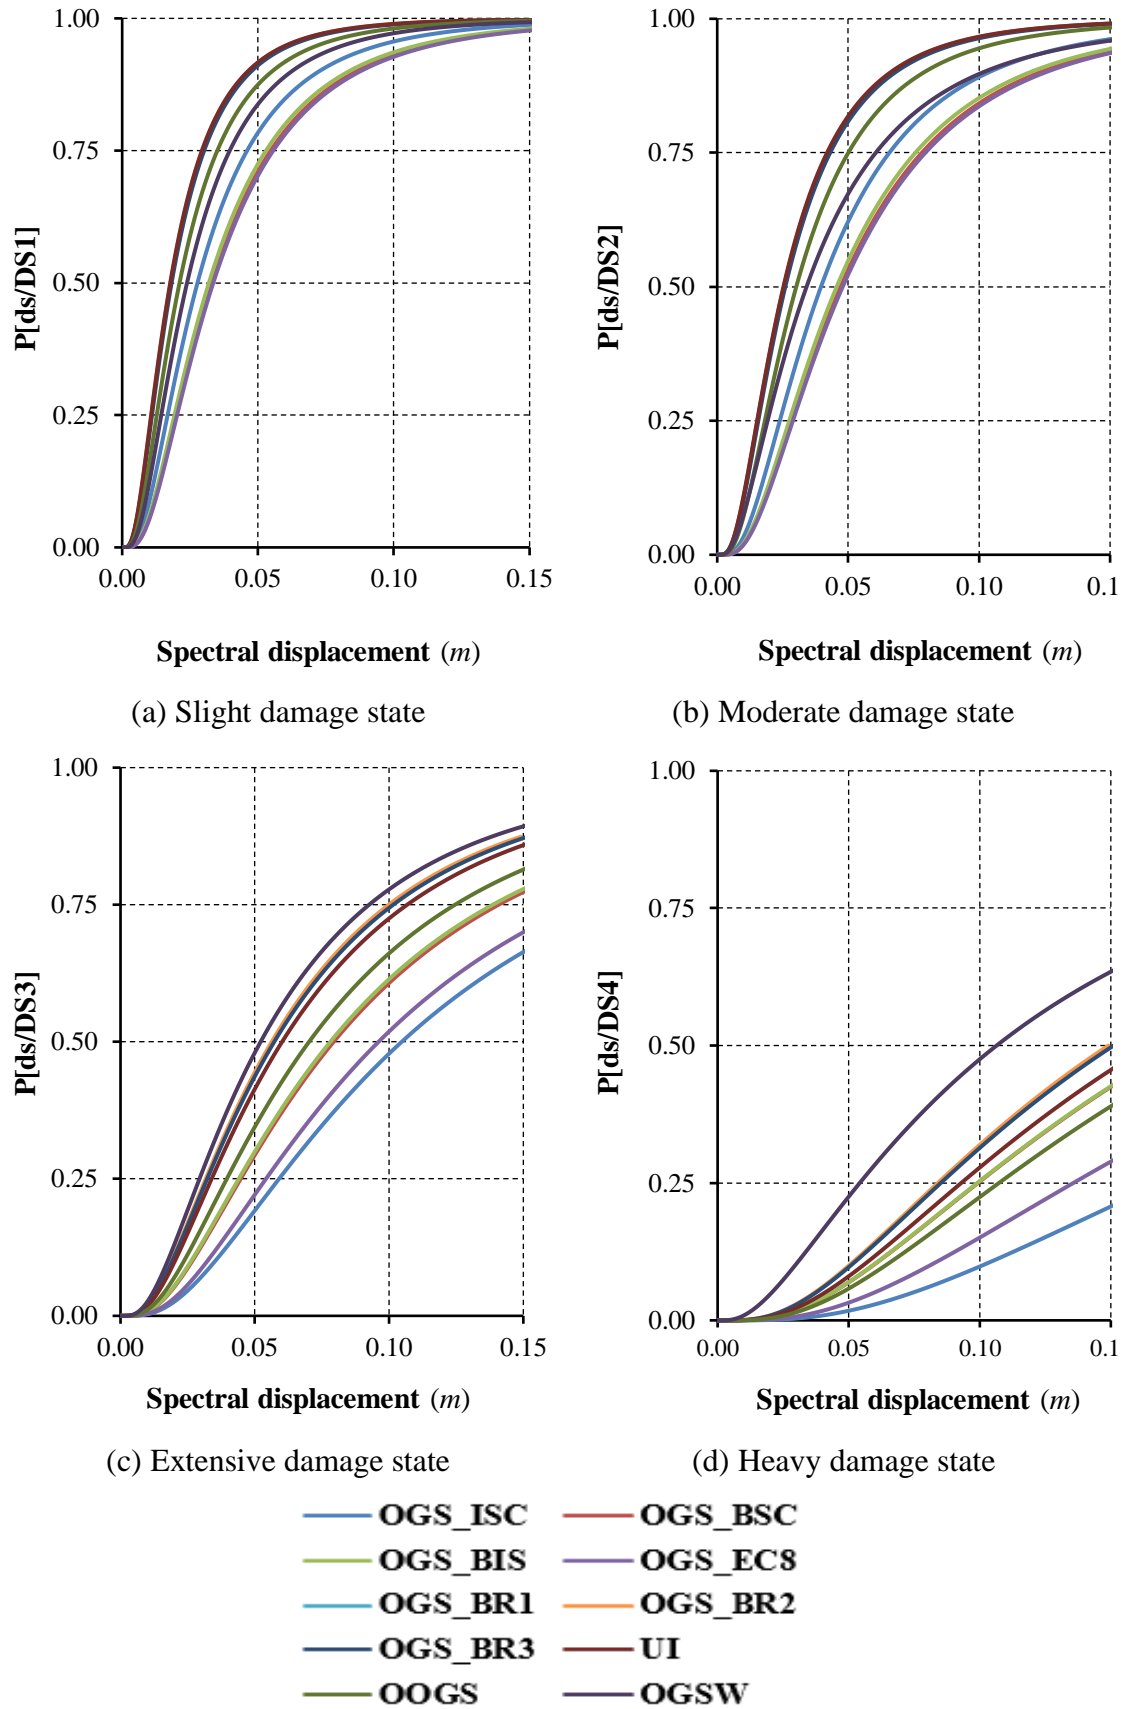 1.00
0.75
0.50
0.25
0.00
P[ds/DS1]
0.00 0.05 0.10 0.15
Spectral displacement (m)
(a) Slight damage state
1.00
0.75
0.50
0.25
0.00
P[ds/DS2]
0.00 0.05 0.10 0.1
Spectral displacement (m)
(b) Moderate damage state
1.00
0.75
0.50
0.25
0.00
P[ds/DS3]
0.00 0.05 0.10 0.15
Spectral displacement (m)
(c) Extensive damage state
1.00
0.75
0.50
0.25
0.00
P[ds/DS4]
0.00 0.05 0.10 0.1
Spectral displacement (m)
(d) Heavy damage state
OGS_ISC OGS_BSC
OGS_BIS OGS_EC8
OGS_BR1 OGS_BR2
OGS_BR3 UI
OOGS OGSW